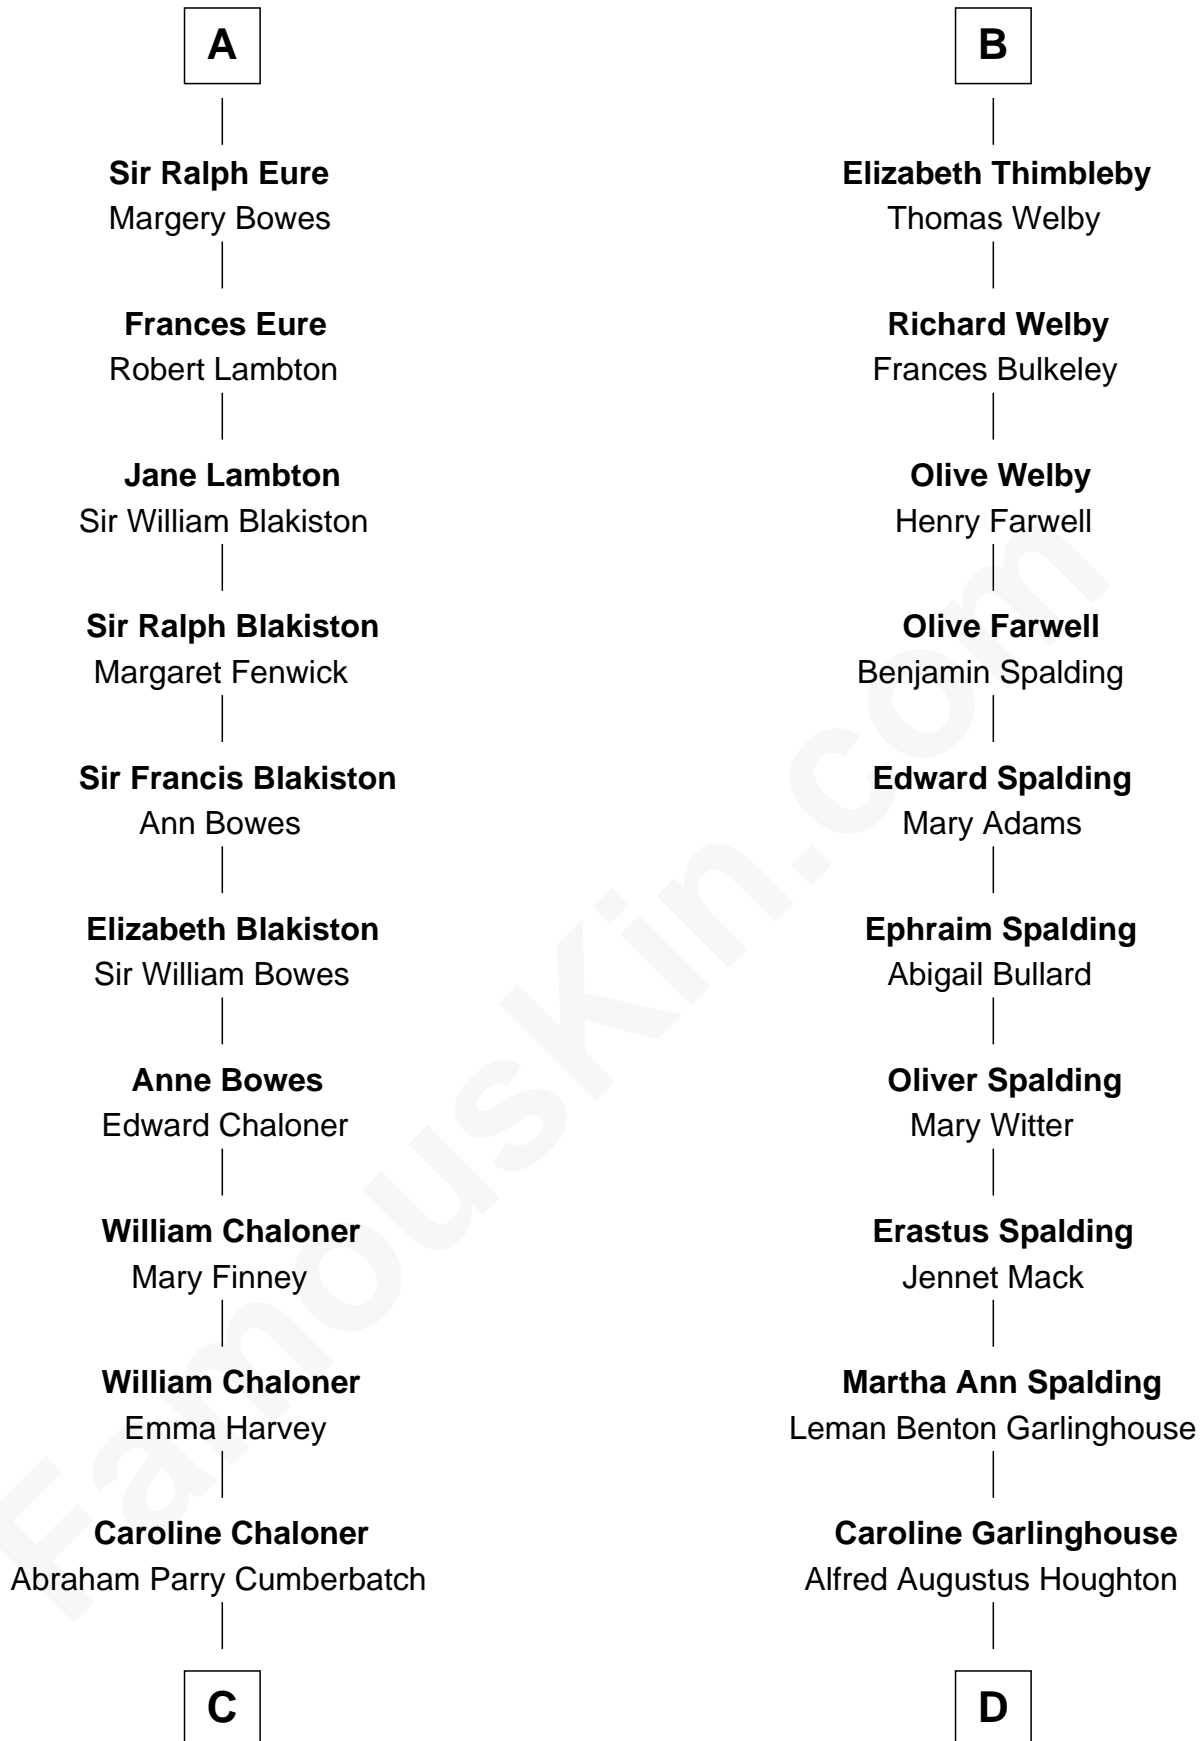 A
Sir Ralph Eure
Margery Bowes
Frances Eure
Robert Lambton
Jane Lambton
Sir William Blakiston
Sir Ralph Blakiston
Margaret Fenwick
Sir Francis Blakiston
Ann Bowes
Elizabeth Blakiston
Sir William Bowes
Anne Bowes
Edward Chaloner
William Chaloner
Mary Finney
William Chaloner
Emma Harvey
Caroline Chaloner
Abraham Parry Cumberbatch
C
B
Elizabeth Thimbleby
Thomas Welby
Richard Welby
Frances Bulkeley
Olive Welby
Henry Farwell
Olive Farwell
Benjamin Spalding
Edward Spalding
Mary Adams
Ephraim Spalding
Abigail Bullard
Oliver Spalding
Mary Witter
Erastus Spalding
Jennet Mack
Martha Ann Spalding
Leman Benton Garlinghouse
Caroline Garlinghouse
Alfred Augustus Houghton
D
FamousKin.com